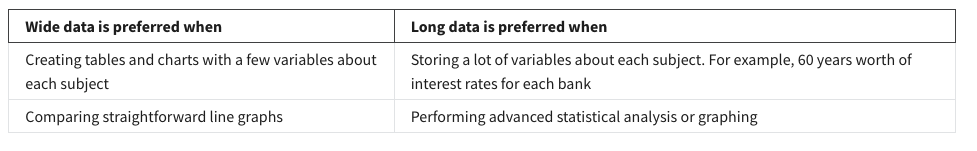 Wide data is preferred when
Long data is preferred when
Creating tables and charts with a few variables about
each subject
Storing a lot of variables about each subject. For example, 60 years worth of
interest rates for each bank
Comparing straightforward line graphs
Performing advanced statistical analysis or graphing